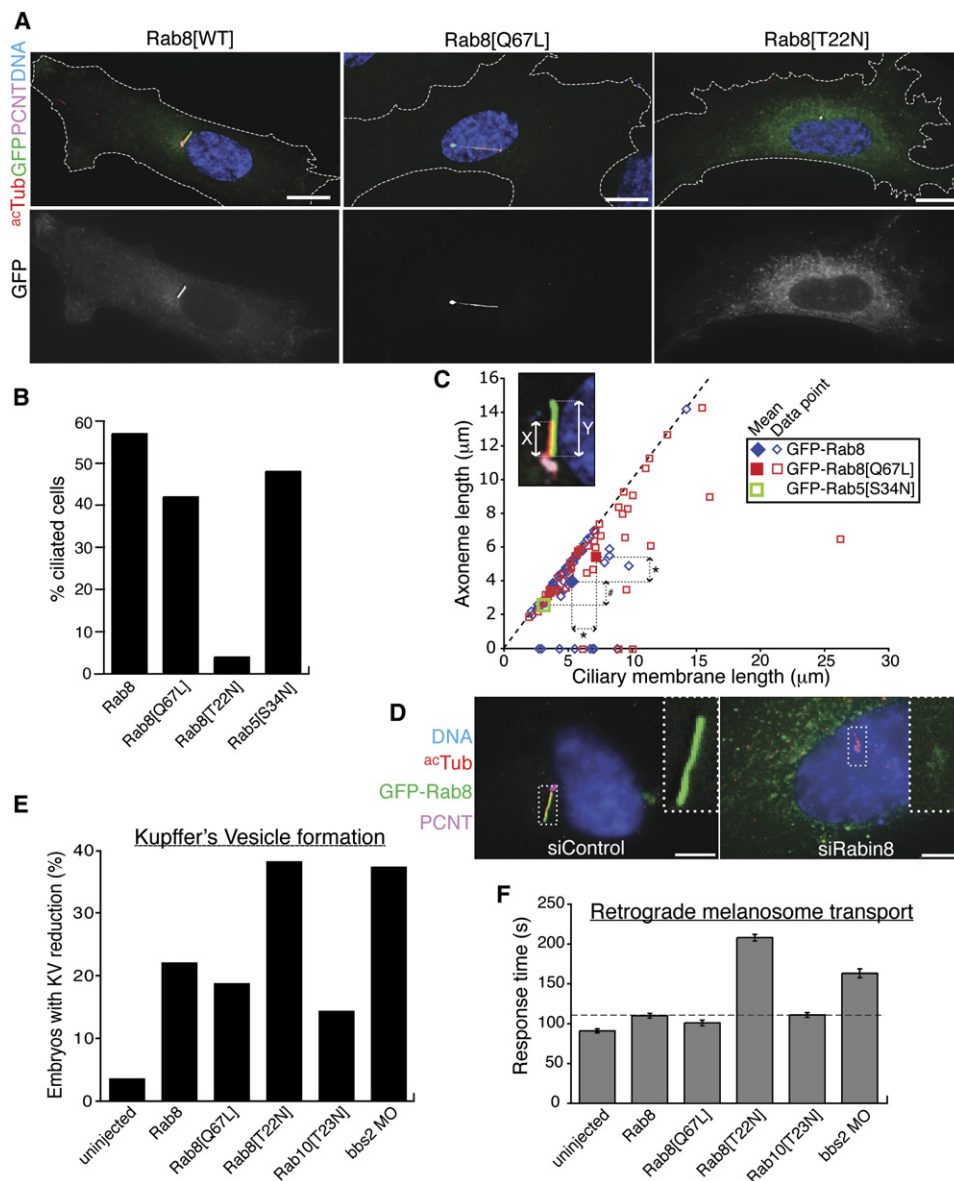 A
Rab8[WT]
Rab8[Q67L]
Rab8[T22N]
acTubGFPPCNTDNA
GFP
B
% ciliated cells
60
50
40
30
20
10
0
Rab8
Rab8[Q67L]
Rab8[T22N]
Rab5[S34N]
C
Axoneme length (μm)
16
14
12
10
8
6
4
2
0
X
Y
Mean
Data point
GFP-Rab8
GFP-Rab8[Q67L]
GFP-Rab5[S34N]
*
#
*
0
5
10
15
20
25
30
Ciliary membrane length (μm)
D
DNA
acTub
GFP-Rab8
PCNT
siControl
siRabin8
E
Kupffer's Vesicle formation
Embryos with KV reduction (%)
40
30
20
10
0
uninjected
Rab8
Rab8[Q67L]
Rab8[T22N]
Rab10[T23N]
bbs2 MO
F
Retrograde melanosome transport
Response time (s)
250
200
150
100
50
0
uninjected
Rab8
Rab8[Q67L]
Rab8[T22N]
Rab10[T23N]
bbs2 MO